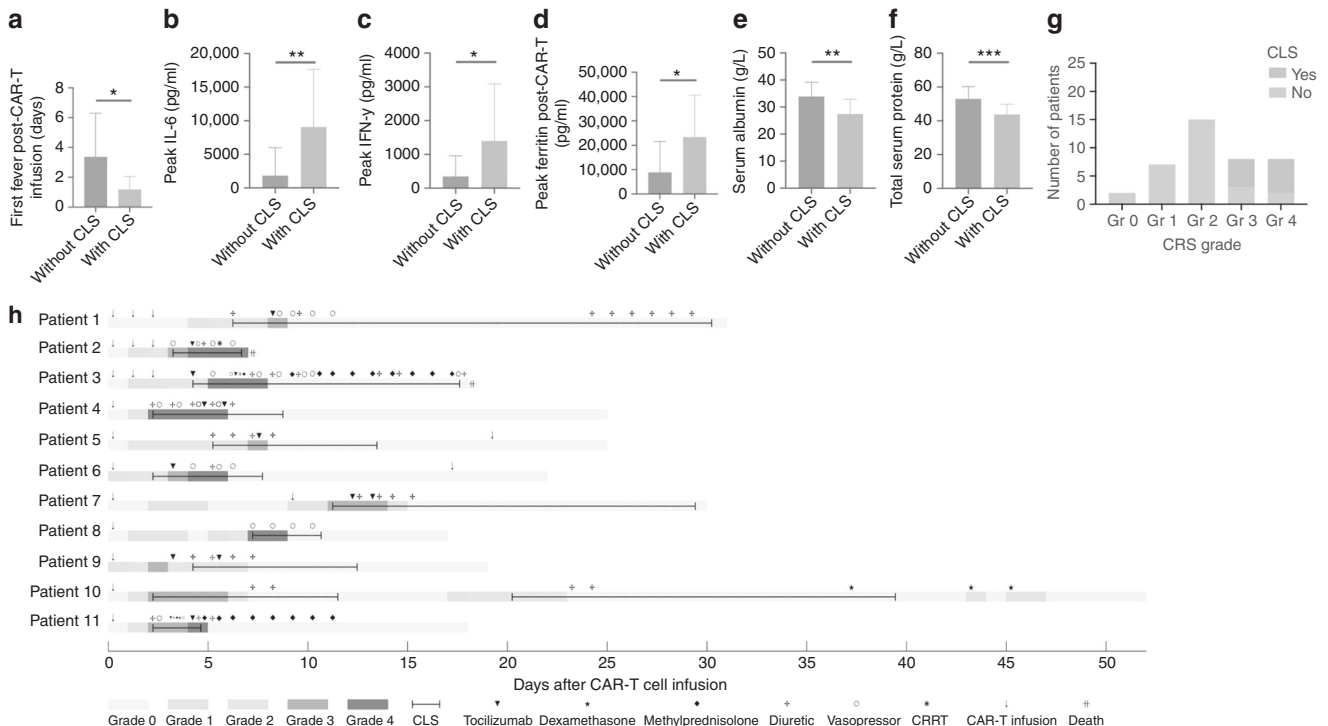 a
First fever post-CAR-T
infusion (days)
8
6
4
2
0
*
Without CLS
With CLS
b
Peak IL-6 (pg/ml)
20,000
15,000
10,000
5000
0
**
Without CLS
With CLS
c
Peak IFN-y (pg/ml)
4000
3000
2000
1000
0
*
Without CLS
With CLS
d
Peak ferritin post-CAR-T
(pg/ml)
50,000
40,000
30,000
20,000
10,000
0
*
Without CLS
With CLS
e
Serum albumin (g/L)
50
40
30
20
10
0
**
Without CLS
With CLS
f
Total serum protein (g/L)
80
60
40
20
0
***
Without CLS
With CLS
g
CLS
Yes
No
Number of patients
25
20
15
10
5
0
Gr 0 Gr 1 Gr 2 Gr 3 Gr 4
CRS grade
h
Patient 1
Patient 2
Patient 3
Patient 4
Patient 5
Patient 6
Patient 7
Patient 8
Patient 9
Patient 10
Patient 11
0 5 10 15 20 25 30 35 40 45 50
Days after CAR-T cell infusion
Grade 0 Grade 1 Grade 2 Grade 3 Grade 4 CLS Tocilizumab Dexamethasone Methylprednisolone Diuretic Vasopressor CRRT CAR-T infusion Death